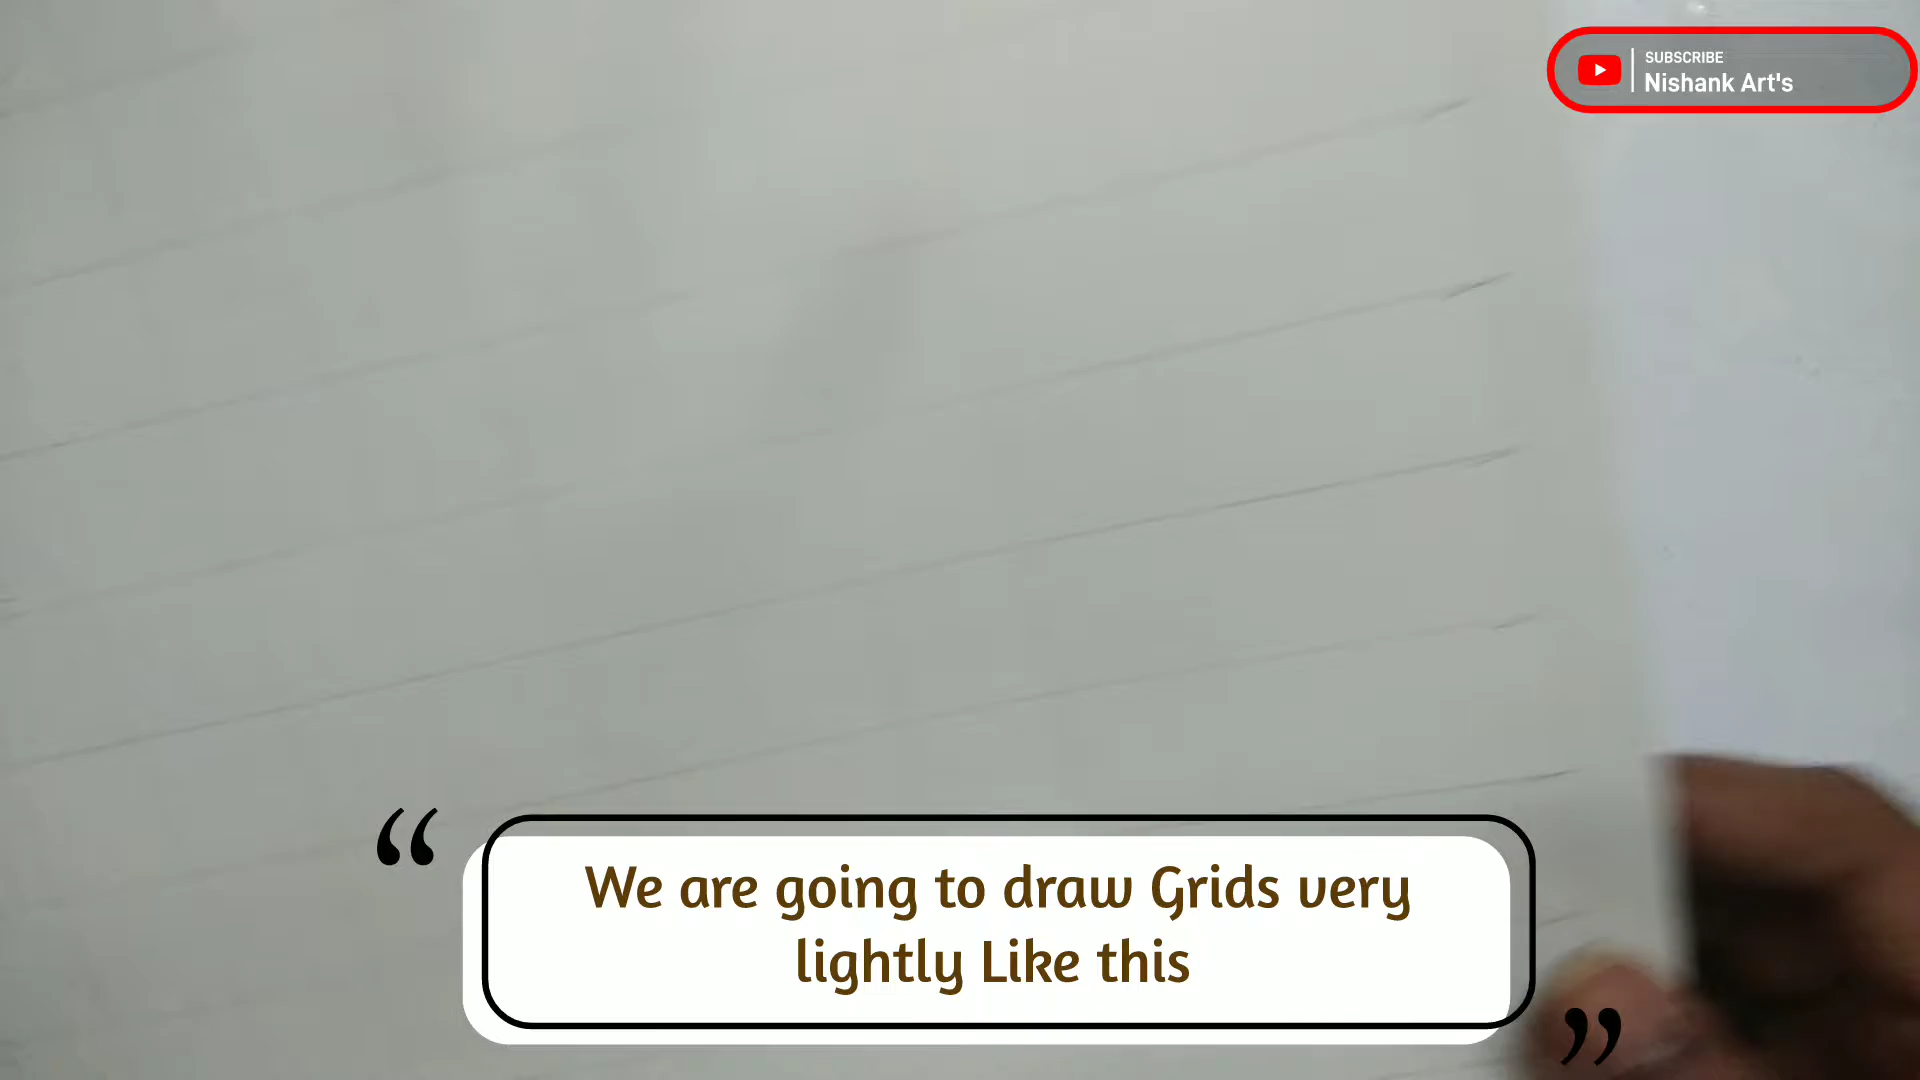 SUBSCRIBE
Nishank Art's
“
We are going to draw Grids very
lightly Like this
”